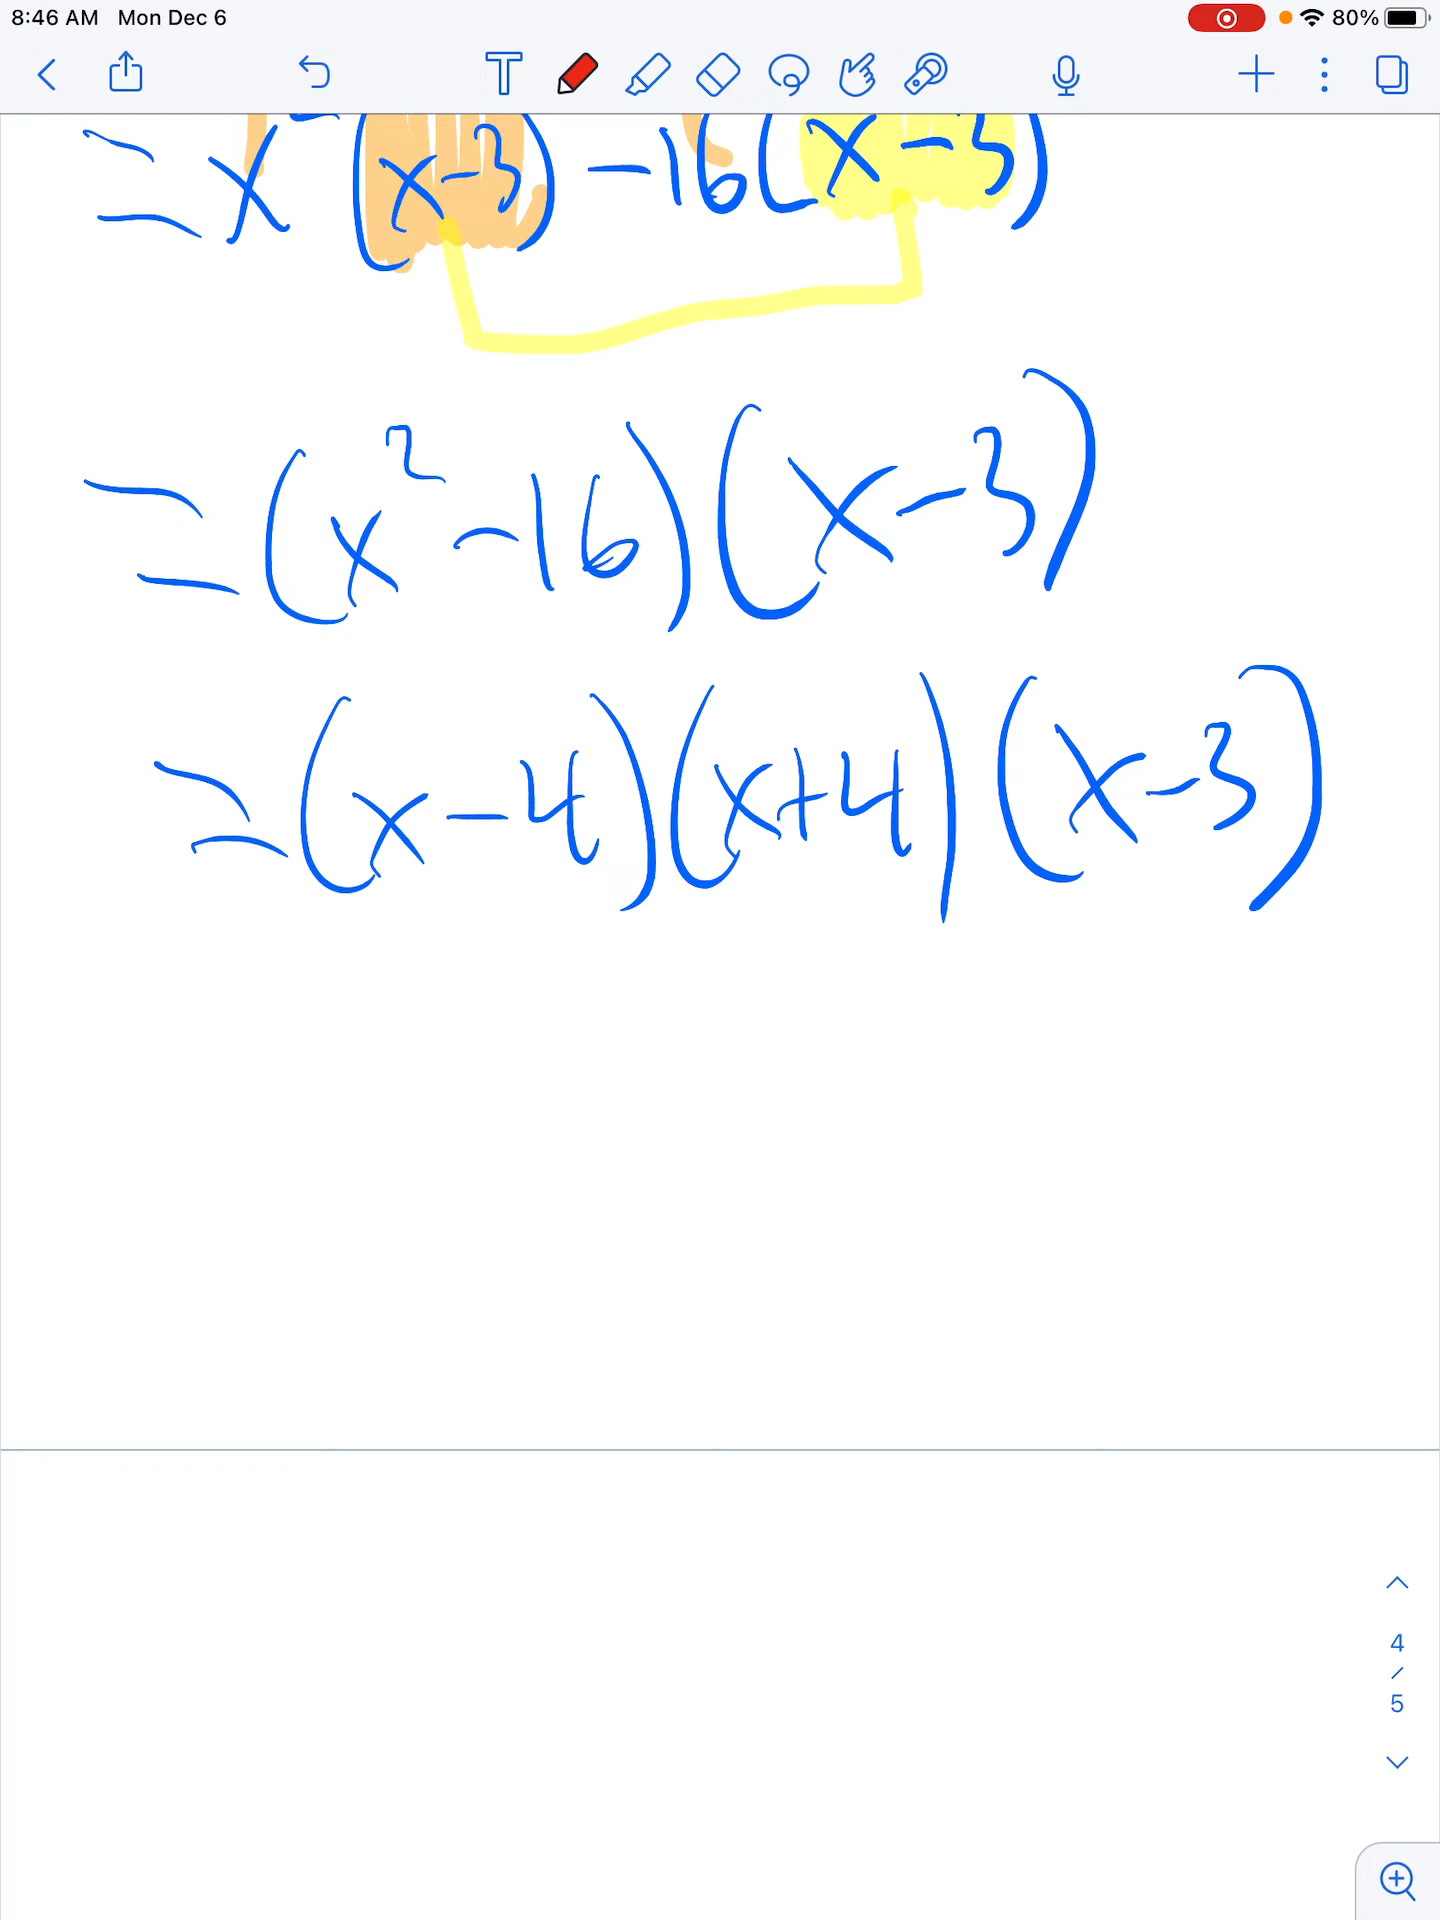 8:46 AM Mon Dec 6 80%
T
= x²(x-3) -16(x-3)
= (x²-16)(x-3)
= (x-4)(x+4)(x-3)
4
/
5